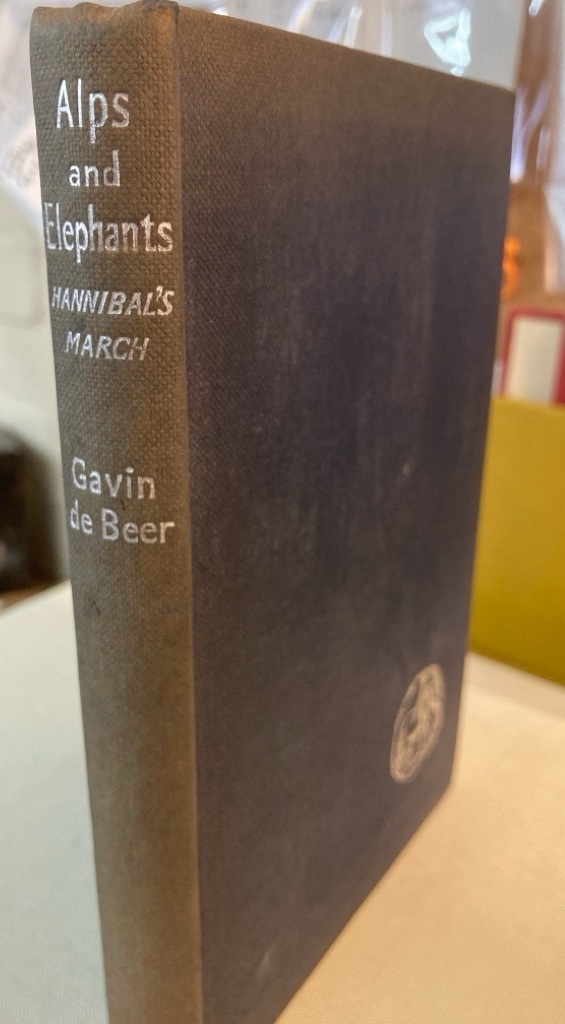 Alps
and
Elephants
HANNIBAL'S
MARCH
Gavin
de Beer